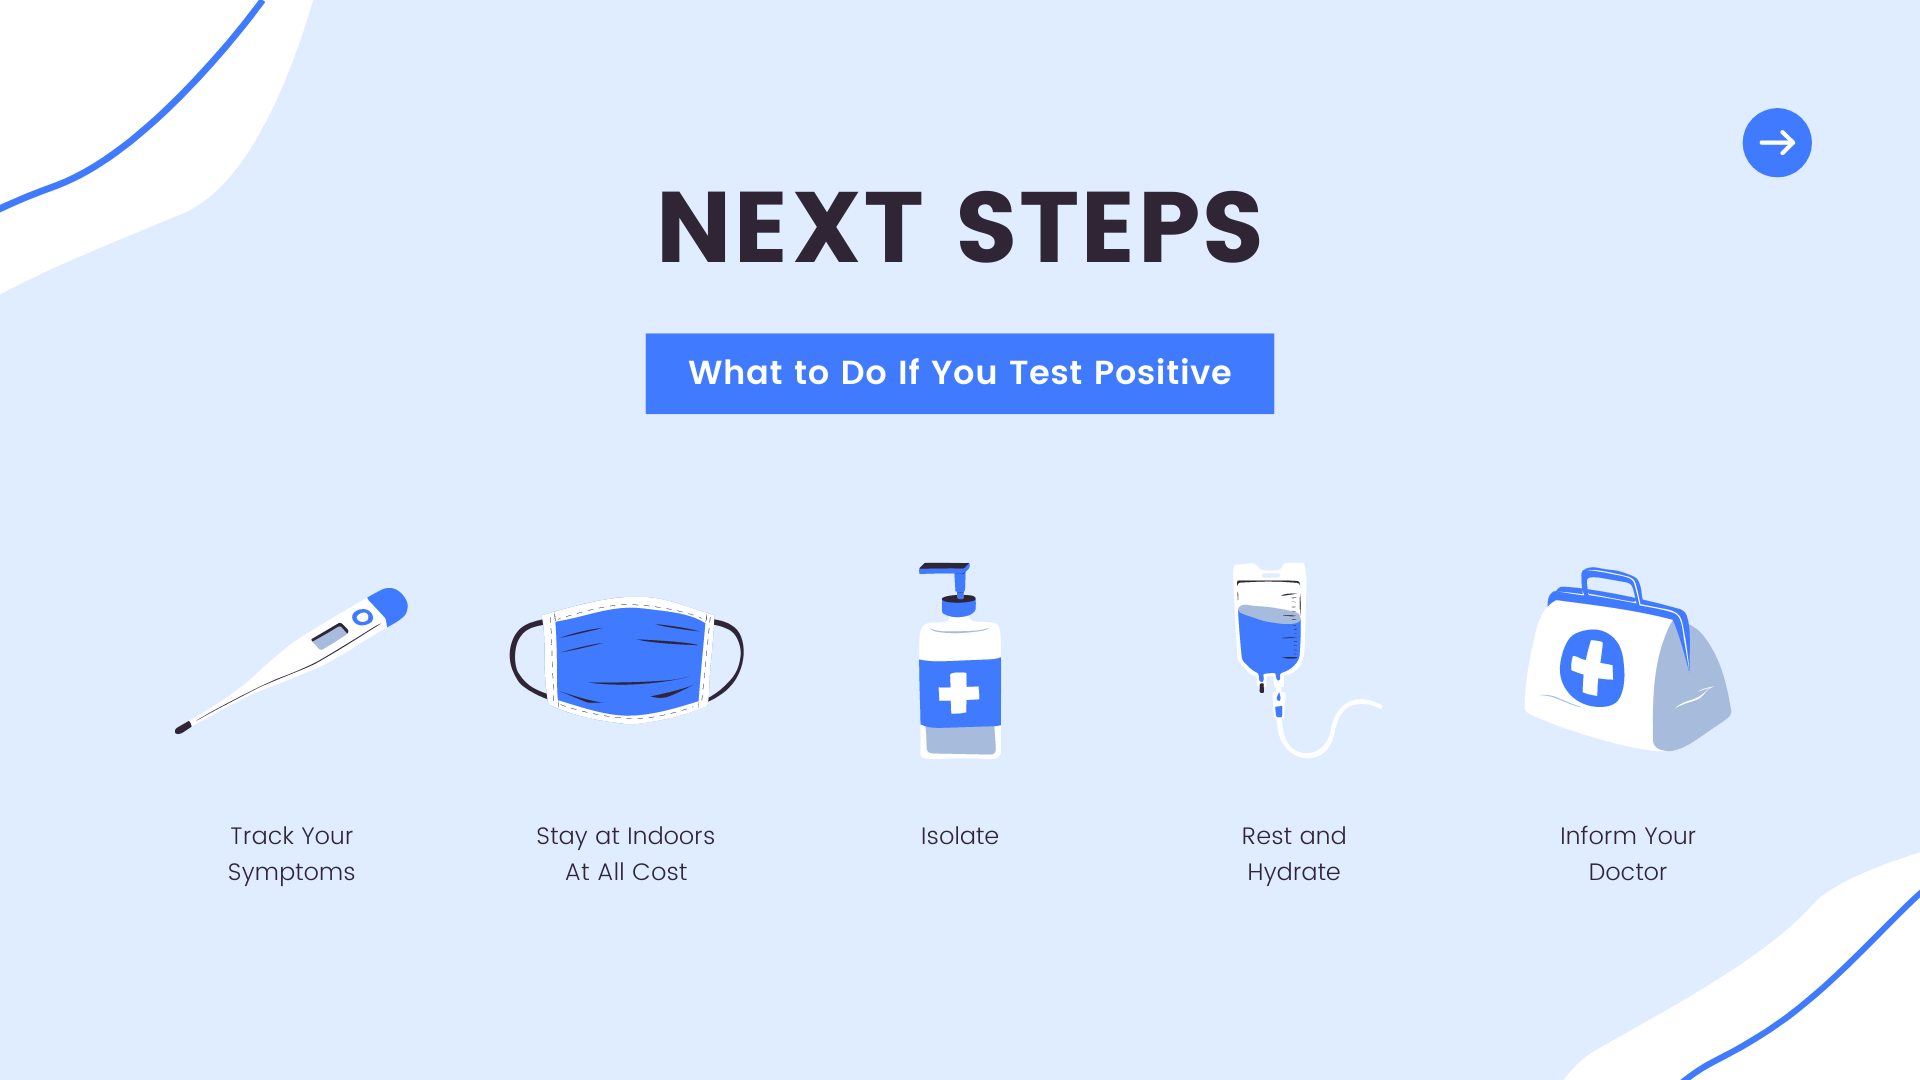 NEXT STEPS
What to Do If You Test Positive
Track Your
Symptoms
Stay at Indoors
At All Cost
Isolate
Rest and
Hydrate
Inform Your
Doctor